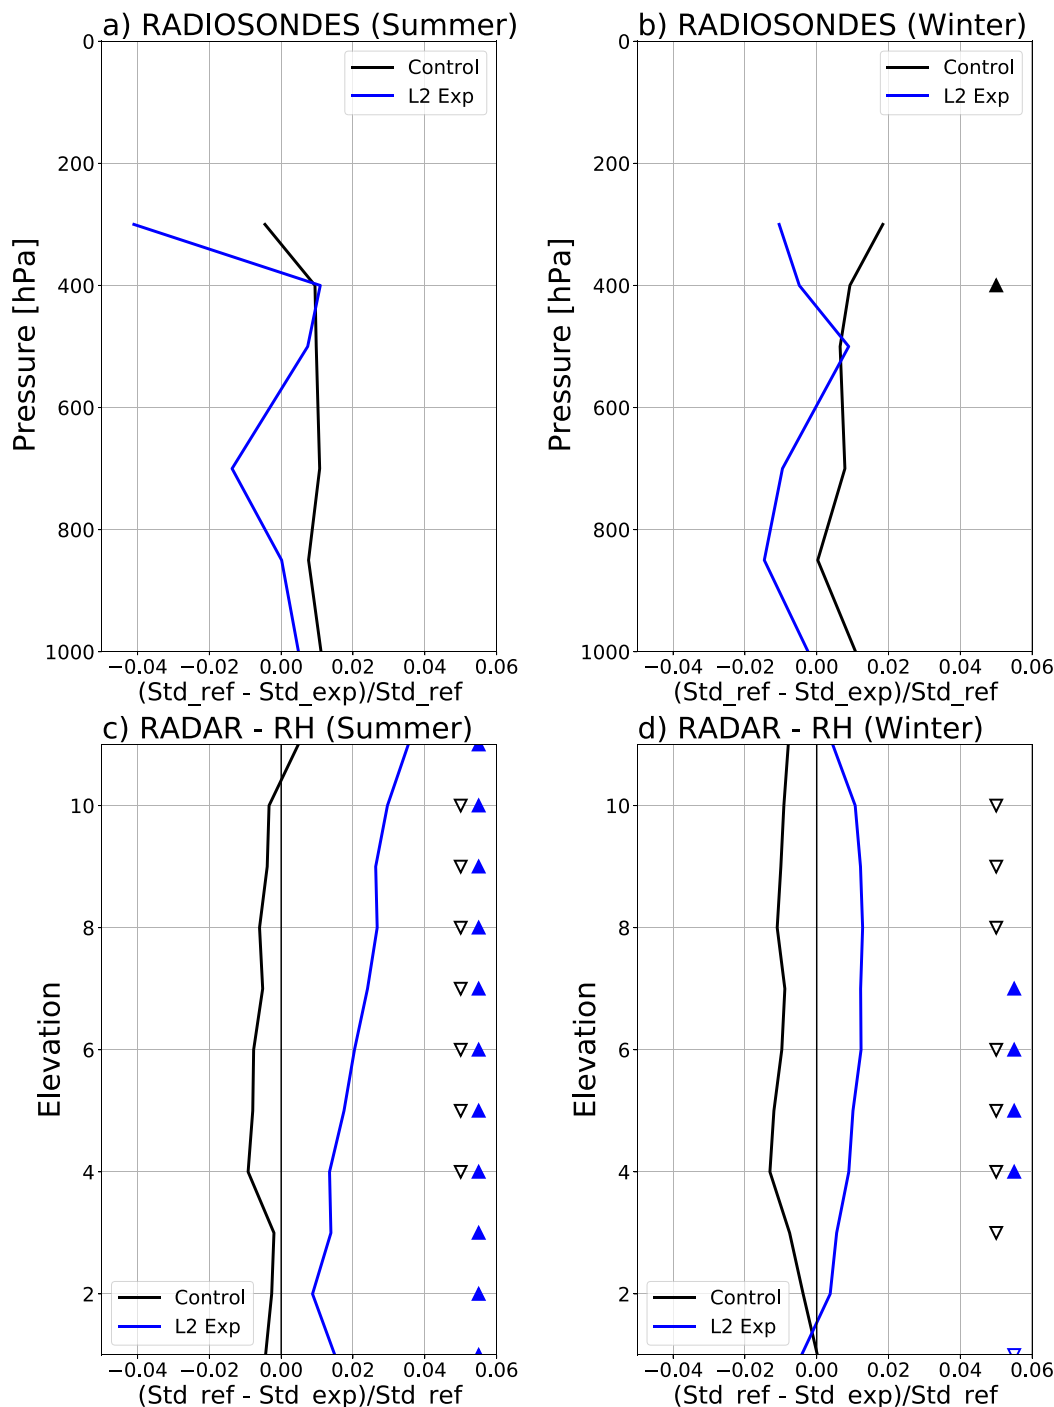 a) RADIOSONDES (Summer)
b) RADIOSONDES (Winter)
0
200
400
600
800
1000
Pressure [hPa]
Control
L2 Exp
−0.04 −0.02 0.00 0.02 0.04 0.06
(Std_ref - Std_exp)/Std_ref
0
200
400
600
800
1000
Pressure [hPa]
Control
L2 Exp
−0.04 −0.02 0.00 0.02 0.04 0.06
(Std_ref - Std_exp)/Std_ref
c) RADAR - RH (Summer)
d) RADAR - RH (Winter)
10
8
6
4
2
Elevation
Control
L2 Exp
−0.04 −0.02 0.00 0.02 0.04 0.06
(Std_ref - Std_exp)/Std_ref
10
8
6
4
2
Elevation
Control
L2 Exp
−0.04 −0.02 0.00 0.02 0.04 0.06
(Std_ref - Std_exp)/Std_ref